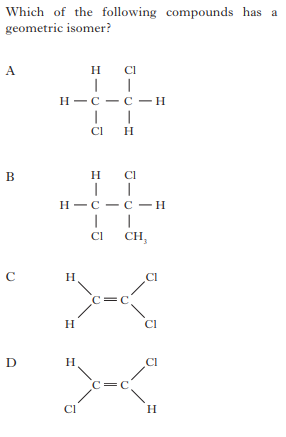 Which of the following compounds has a
geometric isomer?
A
H Cl
H — C — C — H
Cl H
B
H Cl
H — C — C — H
Cl CH₃
C
H Cl
C = C
H Cl
D
H Cl
C = C
Cl H